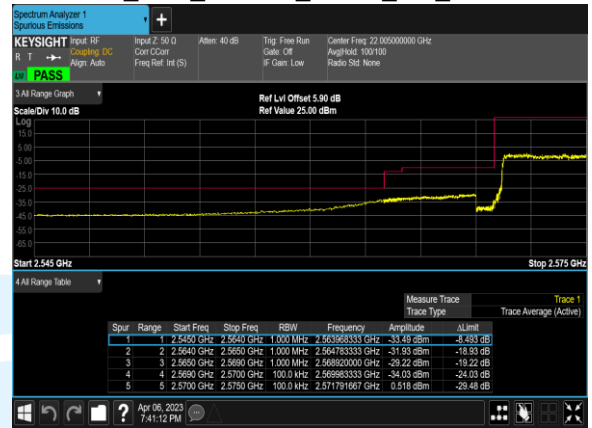 Spectrum Analyzer 1
Spurious Emissions
KEYSIGHT Input: RF
R T Coupling: DC
Align: Auto
LXI PASS
Input Z: 50 Ω
Corr CCorr
Freq Ref: Int (S)
Atten: 40 dB
Trig: Free Run
Gate: Off
IF Gain: Low
Center Freq: 22.005000000 GHz
Avg|Hold: 100/100
Radio Std: None
3 All Range Graph
Scale/Div 10.0 dB
Ref Lvl Offset 5.90 dB
Ref Value 25.00 dBm
Log
15.0
5.00
-5.00
-15.0
-25.0
-35.0
-45.0
-55.0
-65.0
Start 2.545 GHz Stop 2.575 GHz
4 All Range Table
Measure Trace Trace 1
Trace Type Trace Average (Active)
Spur Range Start Freq Stop Freq RBW Frequency Amplitude ΔLimit
1 1 2.5450 GHz 2.5640 GHz 1.000 MHz 2.563968333 GHz -33.49 dBm -8.493 dB
2 2 2.5640 GHz 2.5650 GHz 1.000 MHz 2.564783333 GHz -31.93 dBm -18.93 dB
3 3 2.5650 GHz 2.5690 GHz 1.000 MHz 2.568920000 GHz -29.22 dBm -19.22 dB
4 4 2.5690 GHz 2.5700 GHz 100.0 kHz 2.569983333 GHz -34.03 dBm -24.03 dB
5 5 2.5700 GHz 2.5750 GHz 100.0 kHz 2.571791667 GHz 0.518 dBm -29.48 dB
Apr 06, 2023
7:41:12 PM